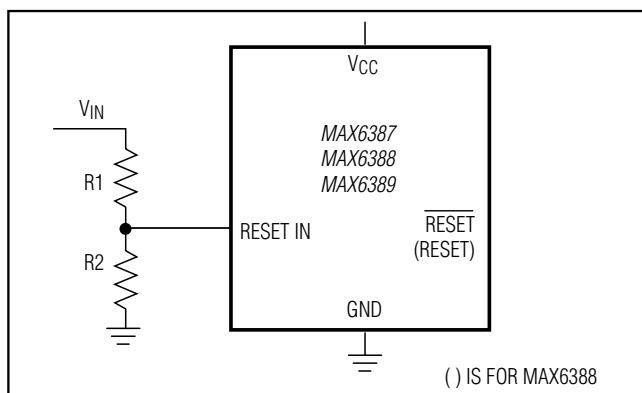 VCC
VIN
MAX6387
MAX6388
MAX6389
R1
RESET IN
RESET
(RESET)
R2
GND
( ) IS FOR MAX6388